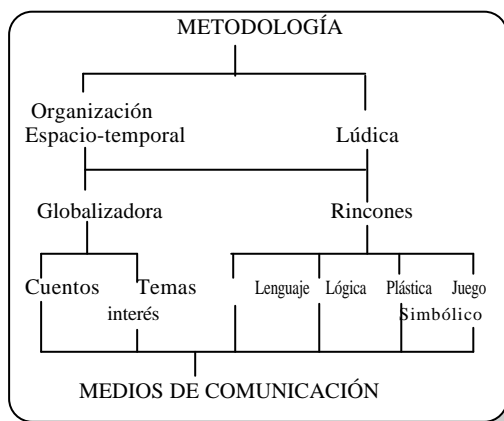 METODOLOGÍA
Organización
Espacio-temporal Lúdica
Globalizadora Rincones
Cuentos Temas Lenguaje Lógica Plástica Juego
interés Simbólico
MEDIOS DE COMUNICACIÓN